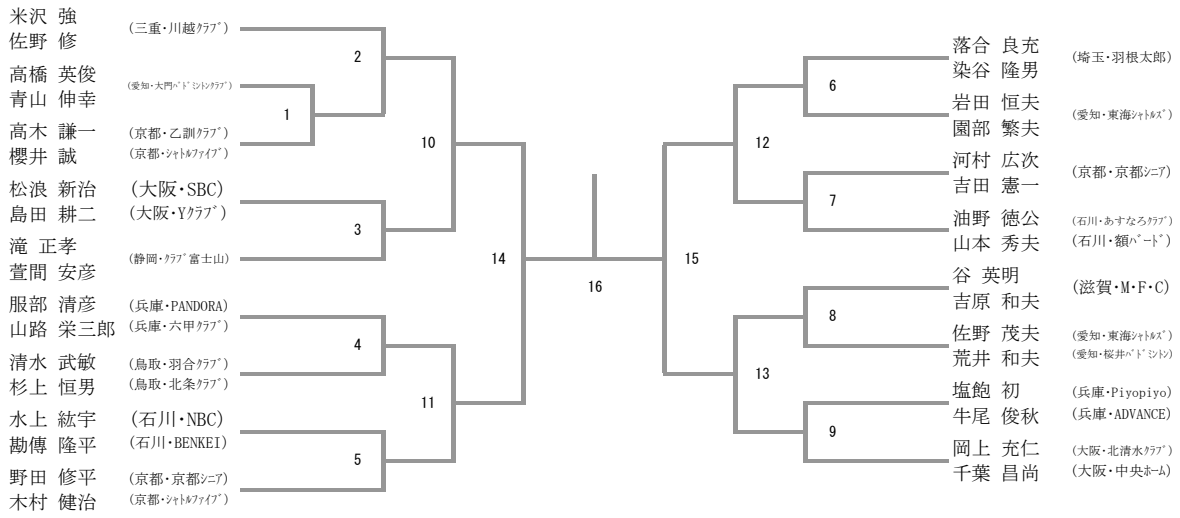 米沢 強
佐野 修
(三重・川越ｸﾗﾌﾞ)
高橋 英俊
青山 伸幸
(愛知・大門ﾊﾞﾄﾞﾐﾝﾄﾝｸﾗﾌﾞ)
高木 謙一 (京都・乙訓ｸﾗﾌﾞ)
櫻井 誠 (京都・ｼｬﾄﾙﾌｧｲﾌﾞ)
松浪 新治 (大阪・SBC)
島田 耕二 (大阪・Yｸﾗﾌﾞ)
滝 正孝
萱間 安彦
(静岡・ｸﾗﾌﾞ富士山)
服部 清彦 (兵庫・PANDORA)
山路 栄三郎 (兵庫・六甲ｸﾗﾌﾞ)
清水 武敏 (鳥取・羽合ｸﾗﾌﾞ)
杉上 恒男 (鳥取・北条ｸﾗﾌﾞ)
水上 紘宇 (石川・NBC)
勘傳 隆平 (石川・BENKEI)
野田 修平 (京都・京都ｼﾆｱ)
木村 健治 (京都・ｼｬﾄﾙﾌｧｲﾌﾞ)
2
1
10
3
14
4
11
5
16
15
12
6
7
13
8
9
落合 良充
染谷 隆男
(埼玉・羽根太郎)
岩田 恒夫
園部 繁夫
(愛知・東海ｼｬﾄﾙｽﾞ)
河村 広次
吉田 憲一
(京都・京都ｼﾆｱ)
油野 徳公 (石川・あすなろｸﾗﾌﾞ)
山本 秀夫 (石川・額ﾊﾞｰﾄﾞ)
谷 英明
吉原 和夫
(滋賀・M・F・C)
佐野 茂夫 (愛知・東海ｼｬﾄﾙｽﾞ)
荒井 和夫 (愛知・桜井ﾊﾞﾄﾞﾐﾝﾄﾝ)
塩飽 初 (兵庫・Piyopiyo)
牛尾 俊秋 (兵庫・ADVANCE)
岡上 充仁 (大阪・北清水ｸﾗﾌﾞ)
千葉 昌尚 (大阪・中央ﾎｰﾑ)